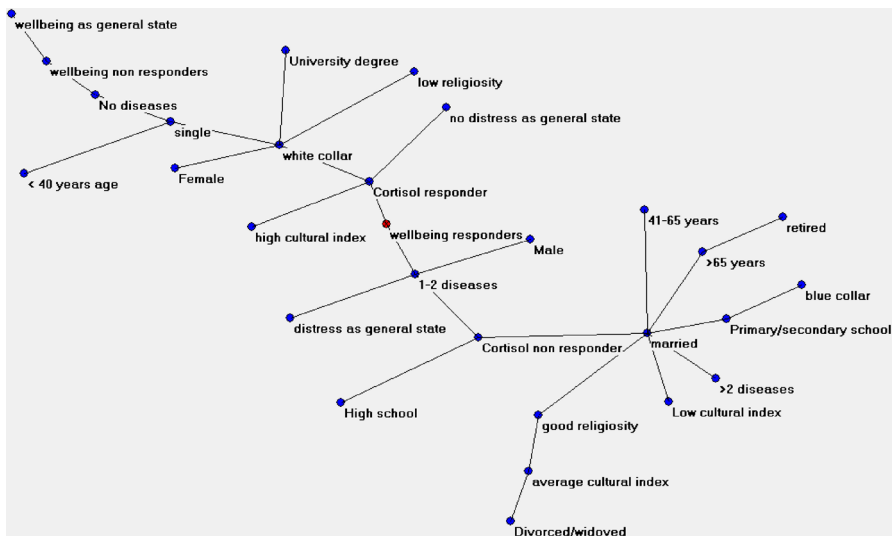 wellbeing as general state
University degree
wellbeing non responders
low religiosity
No diseases
no distress as general state
single
white collar
< 40 years age
Female
Cortisol responder
41-65 years
retired
high cultural index
wellbeing responders
Male
>65 years
1-2 diseases
blue collar
distress as general state
Primary/secondary school
Cortisol non responder
married
>2 diseases
High school
Low cultural index
good religiosity
average cultural index
Divorced/widoved